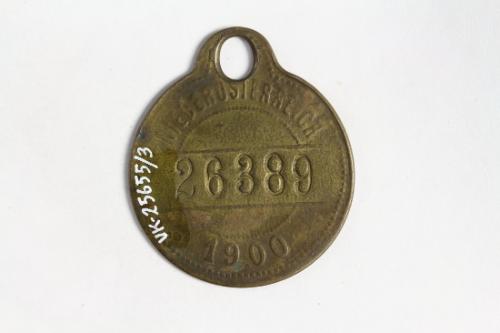 NIEDERÖSTERREICH
26389
1900
VK-25655/3